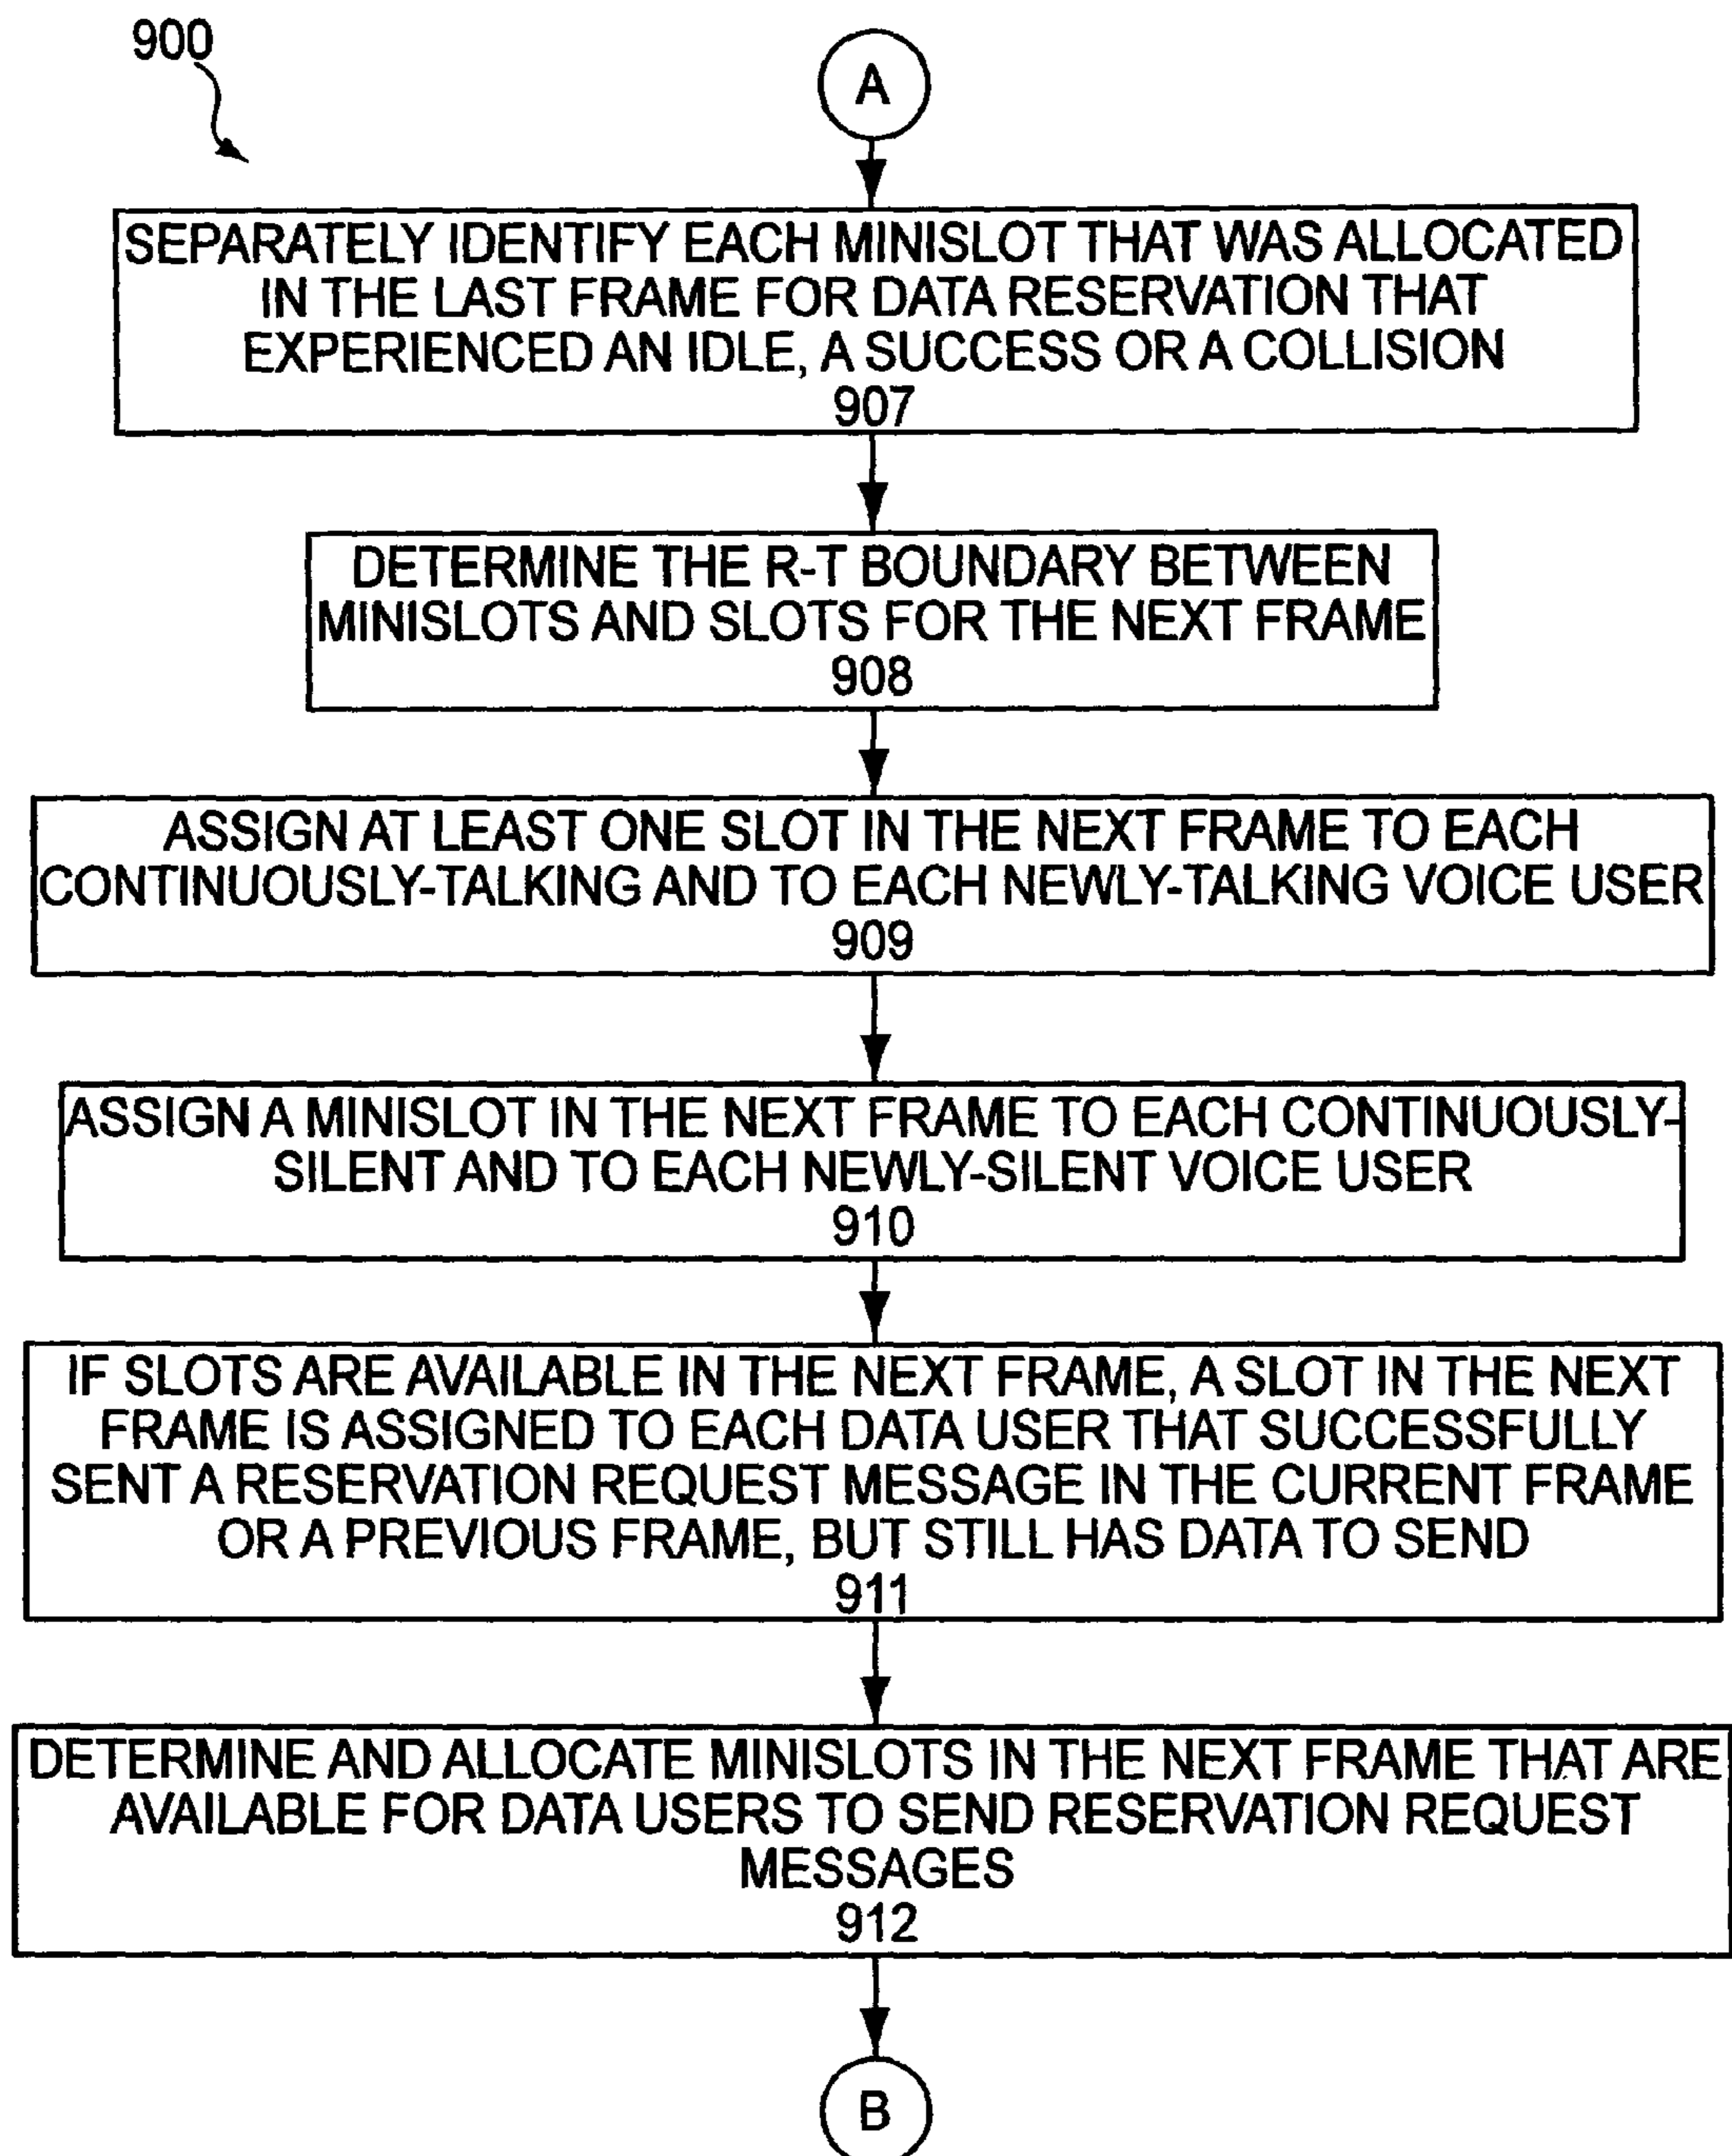 900
A
SEPARATELY IDENTIFY EACH MINISLOT THAT WAS ALLOCATED
IN THE LAST FRAME FOR DATA RESERVATION THAT
EXPERIENCED AN IDLE, A SUCCESS OR A COLLISION
907
DETERMINE THE R-T BOUNDARY BETWEEN
MINISLOTS AND SLOTS FOR THE NEXT FRAME
908
ASSIGN AT LEAST ONE SLOT IN THE NEXT FRAME TO EACH
CONTINUOUSLY-TALKING AND TO EACH NEWLY-TALKING VOICE USER
909
ASSIGN A MINISLOT IN THE NEXT FRAME TO EACH CONTINUOUSLY-
SILENT AND TO EACH NEWLY-SILENT VOICE USER
910
IF SLOTS ARE AVAILABLE IN THE NEXT FRAME, A SLOT IN THE NEXT
FRAME IS ASSIGNED TO EACH DATA USER THAT SUCCESSFULLY
SENT A RESERVATION REQUEST MESSAGE IN THE CURRENT FRAME
OR A PREVIOUS FRAME, BUT STILL HAS DATA TO SEND
911
DETERMINE AND ALLOCATE MINISLOTS IN THE NEXT FRAME THAT ARE
AVAILABLE FOR DATA USERS TO SEND RESERVATION REQUEST
MESSAGES
912
B